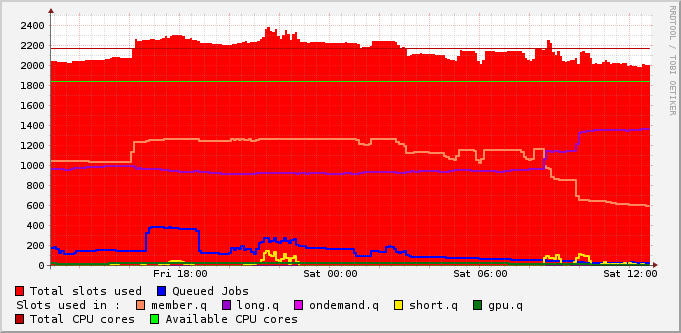 2400
2200
2000
1800
1600
1400
1200
1000
800
600
400
200
0
Fri 18:00 Sat 00:00 Sat 06:00 Sat 12:00
Total slots used Queued Jobs
Slots used in : member.q long.q ondemand.q short.q gpu.q
Total CPU cores Available CPU cores
RRDTOOL / TOBI OETIKER